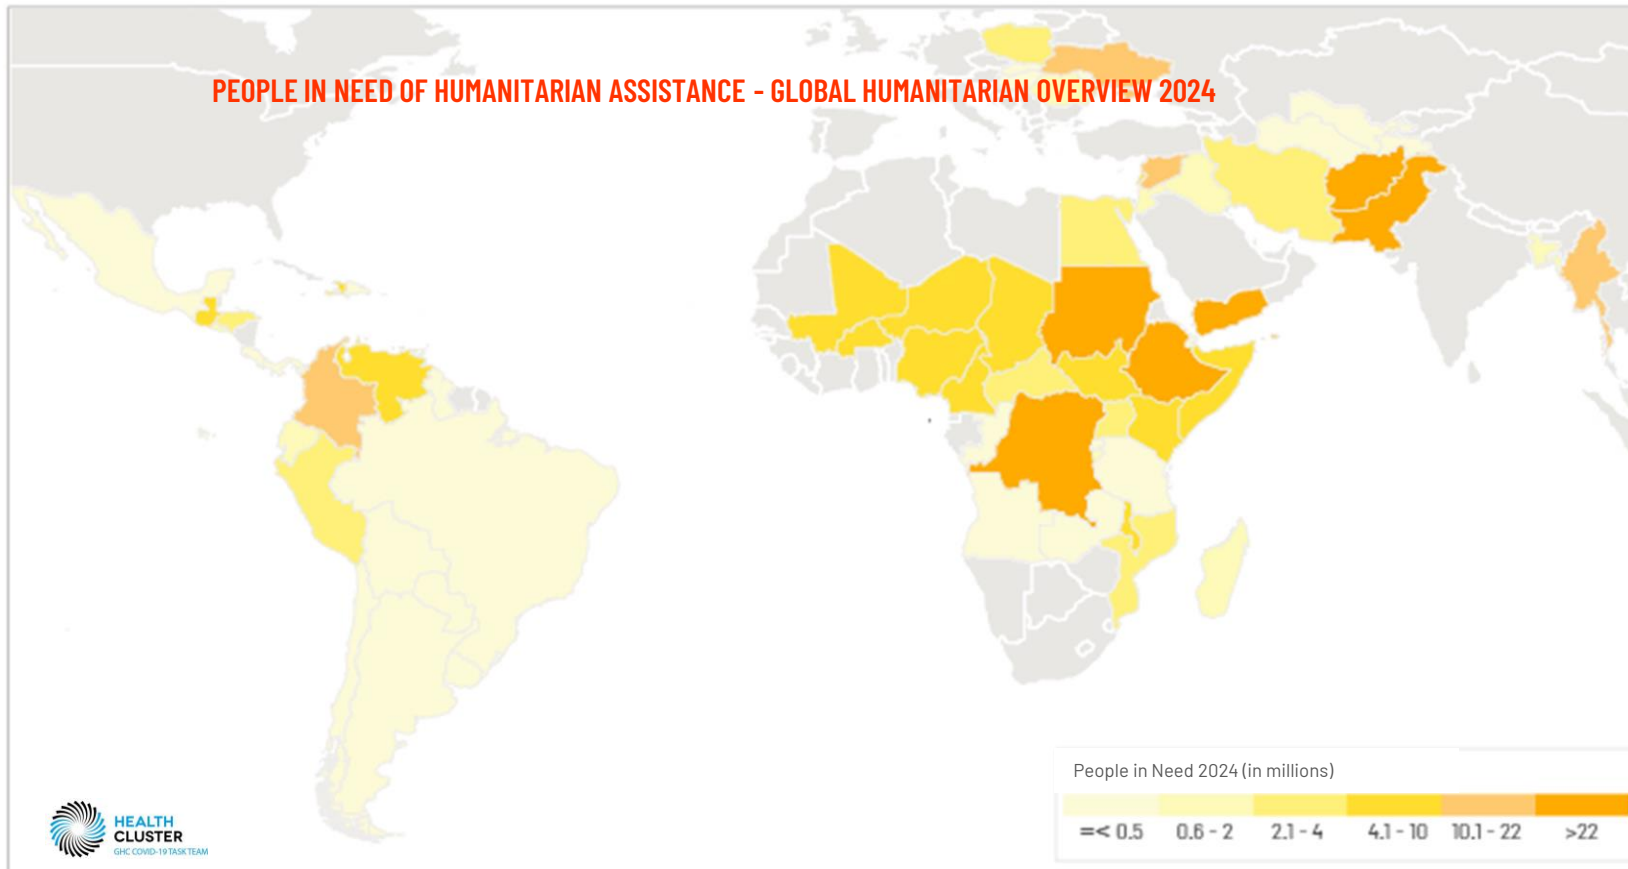 PEOPLE IN NEED OF HUMANITARIAN ASSISTANCE - GLOBAL HUMANITARIAN OVERVIEW 2024
People in Need 2024 (in millions)
=< 0.5 0.6 - 2 2.1 - 4 4.1 - 10 10.1 - 22 >22
HEALTH
CLUSTER
GHC COVID-19 TASK TEAM